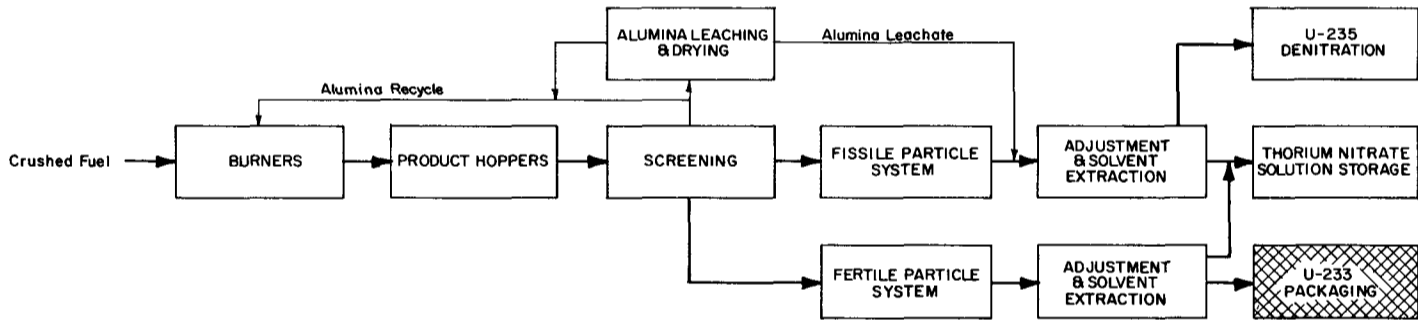 ALUMINA LEACHING
& DRYING
Alumina Leachate
U-235
DENITRATION
Alumina Recycle
Crushed Fuel
BURNERS
PRODUCT HOPPERS
SCREENING
FISSILE PARTICLE
SYSTEM
ADJUSTMENT
& SOLVENT
EXTRACTION
THORIUM NITRATE
SOLUTION STORAGE
FERTILE PARTICLE
SYSTEM
ADJUSTMENT
& SOLVENT
EXTRACTION
U-233
PACKAGING